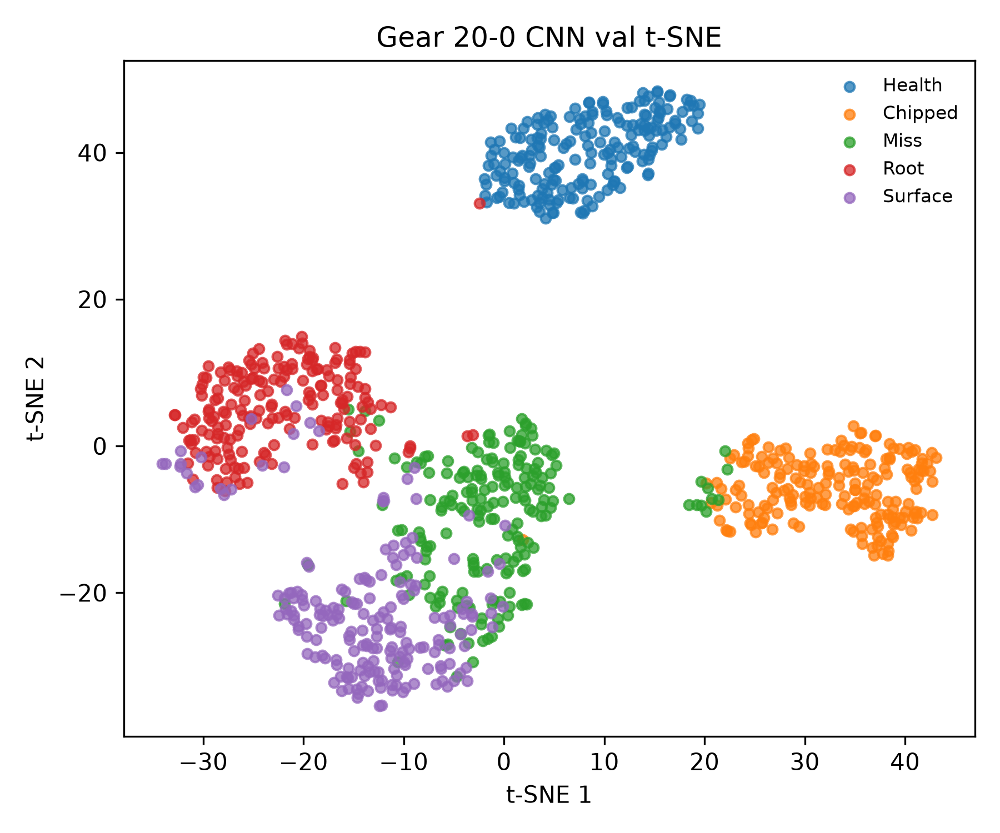 Gear 20-0 CNN val t-SNE
Health
Chipped
Miss
Root
Surface
40
20
0
−20
t-SNE 2
−30
−20
−10
0
10
20
30
40
t-SNE 1